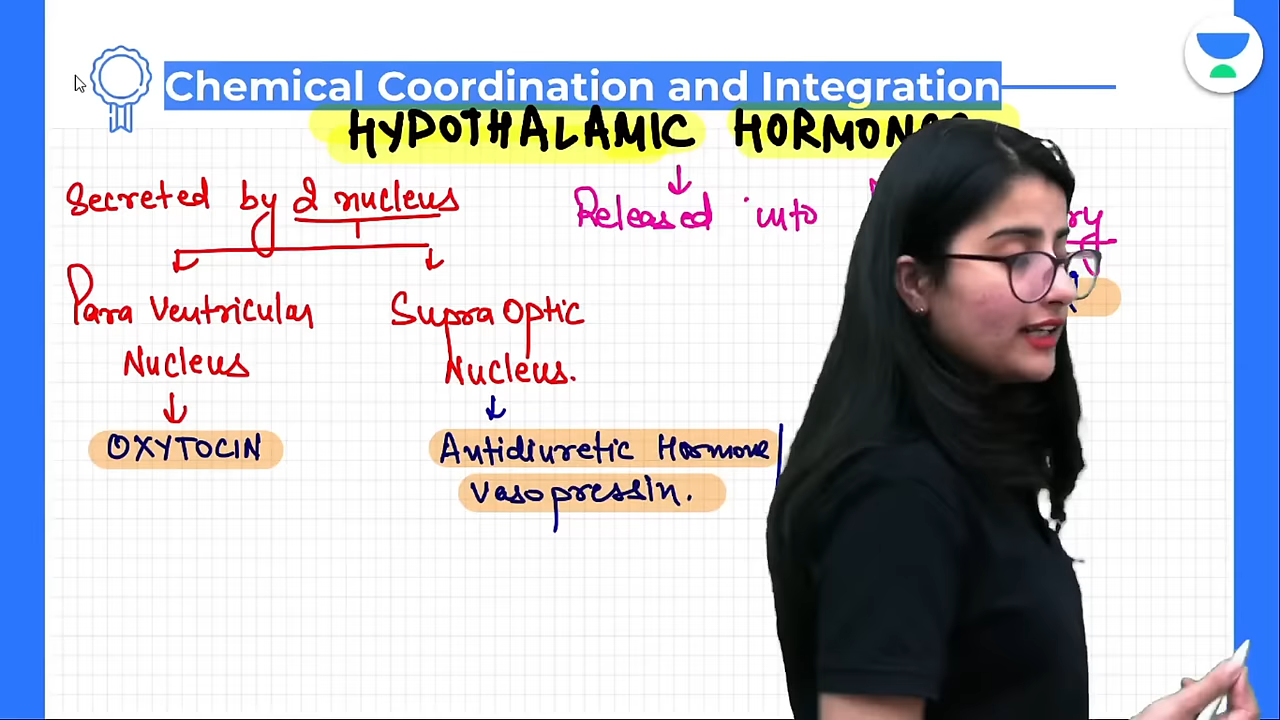 Chemical Coordination and Integration
HYPOTHALAMIC
Secreted by 2 nucleus
Released into
Para Ventricular
Nucleus
Supra Optic
Nucleus.
OXYTOCIN
Antidiuretic Hormone
Vasopressin.